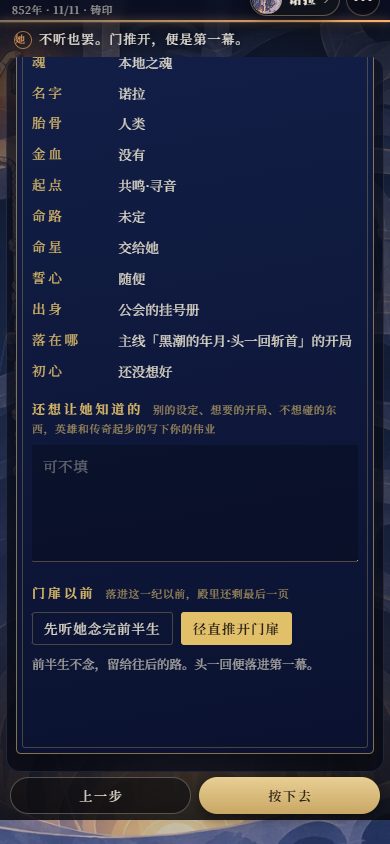 852年 · 11/11 · 铸印
诺拉
她 不听也罢。门推开，便是第一幕。
魂 本地之魂
名字 诺拉
胎骨 人类
金血 没有
起点 共鸣·寻音
命路 未定
命星 交给她
誓心 随便
出身 公会的挂号册
落在哪 主线「黑潮的年月·头一回斩首」的开局
初心 还没想好
还想让她知道的 别的设定、想要的开局、不想碰的东
西，英雄和传奇起步的写下你的伟业
可不填
门扉以前 落进这一纪以前，殿里还剩最后一页
先听她念完前半生 径直推开门扉
前半生不念，留给往后的路。头一回便落进第一幕。
上一步 按下去